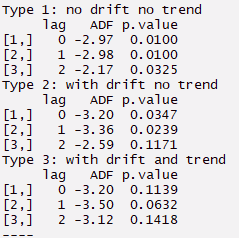 Type 1: no drift no trend
     lag   ADF p.value
[1,]   0 -2.97  0.0100
[2,]   1 -2.98  0.0100
[3,]   2 -2.17  0.0325
Type 2: with drift no trend
     lag   ADF p.value
[1,]   0 -3.20  0.0347
[2,]   1 -3.36  0.0239
[3,]   2 -2.59  0.1171
Type 3: with drift and trend
     lag   ADF p.value
[1,]   0 -3.20  0.1139
[2,]   1 -3.50  0.0632
[3,]   2 -3.12  0.1418
----